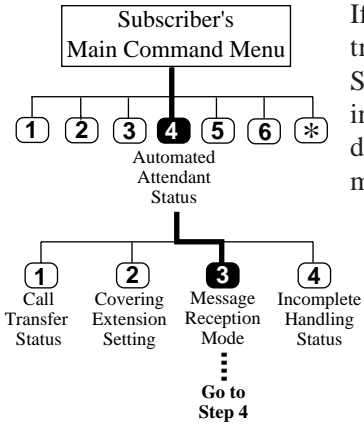 Subscriber's
Main Command Menu
1 2 3 4 5 6 *
Automated
Attendant
Status
1 2 3 4
Call Covering Message Incomplete
Transfer Extension Reception Handling
Status Setting Mode Status
Go to
Step 4
If
tr
S
in
d
m